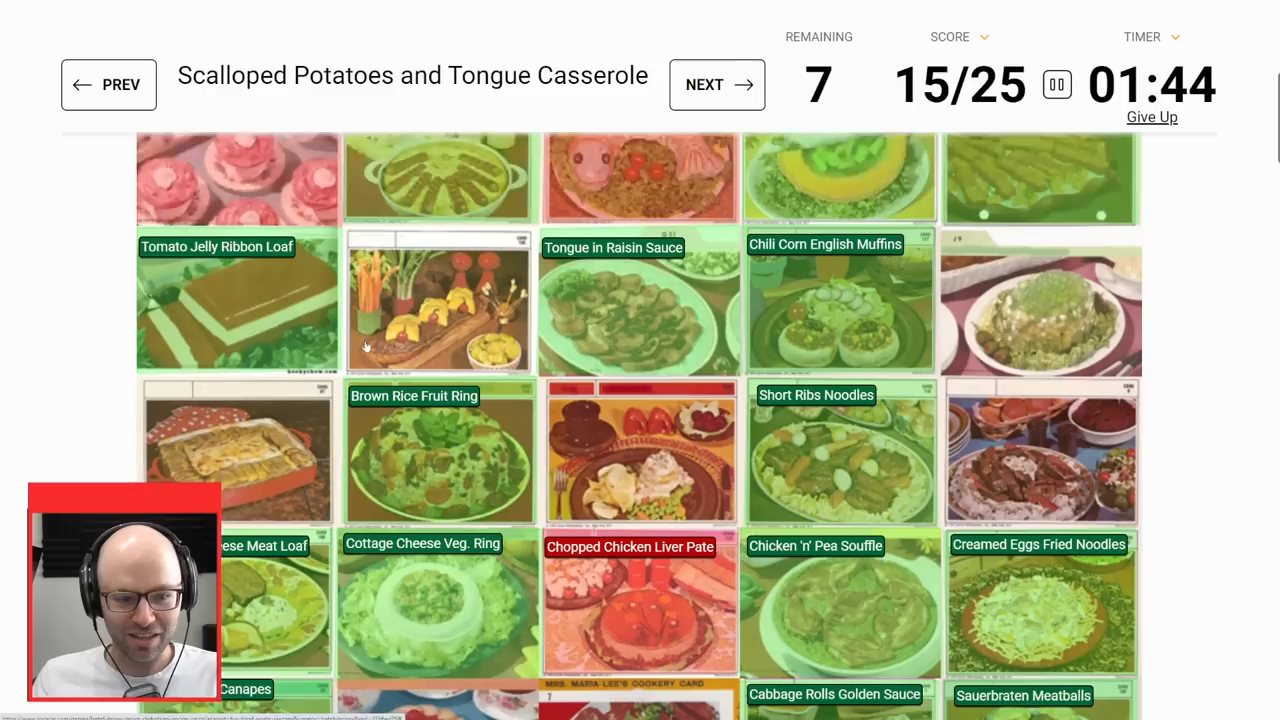 REMAINING
SCORE
TIMER
PREV
Scalloped Potatoes and Tongue Casserole
NEXT
7
15/25
01:44
Give Up
Tomato Jelly Ribbon Loaf
Tongue in Raisin Sauce
Chili Corn English Muffins
Brown Rice Fruit Ring
Short Ribs Noodles
Meat Loaf
Cottage Cheese Veg. Ring
Chopped Chicken Liver Pate
Chicken 'n' Pea Souffle
Creamed Eggs Fried Noodles
Canapes
MRS. MARIA LEE'S COOKERY CARD
Cabbage Rolls Golden Sauce
Sauerbraten Meatballs